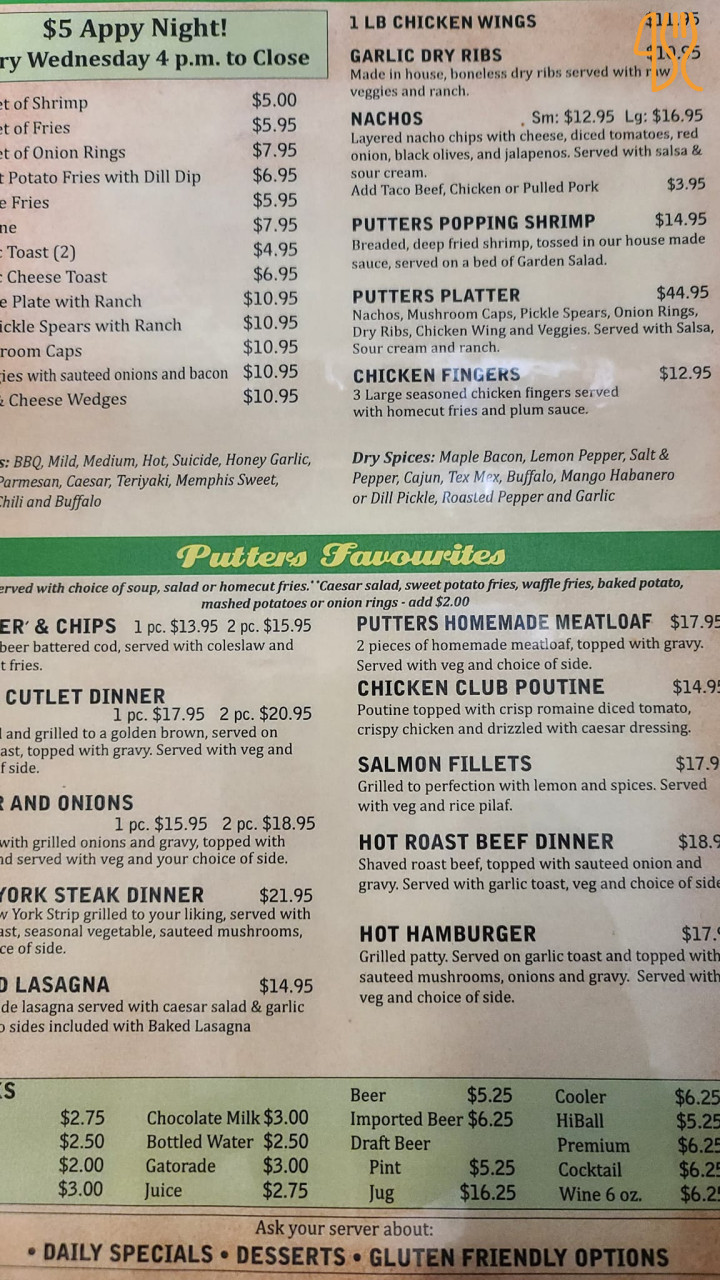 $5 Appy Night!
ry Wednesday 4 p.m. to Close
et of Shrimp $5.00
et of Fries $5.95
et of Onion Rings $7.95
t Potato Fries with Dill Dip $6.95
e Fries $5.95
ne $7.95
c Toast (2) $4.95
c Cheese Toast $6.95
e Plate with Ranch $10.95
ickle Spears with Ranch $10.95
room Caps $10.95
gies with sauteed onions and bacon $10.95
& Cheese Wedges $10.95
s: BBQ, Mild, Medium, Hot, Suicide, Honey Garlic,
Parmesan, Caesar, Teriyaki, Memphis Sweet,
Chili and Buffalo
1 LB CHICKEN WINGS $11.95
GARLIC DRY RIBS $10.95
Made in house, boneless dry ribs served with raw
veggies and ranch.
NACHOS Sm: $12.95 Lg: $16.95
Layered nacho chips with cheese, diced tomatoes, red
onion, black olives, and jalapenos. Served with salsa &
sour cream.
Add Taco Beef, Chicken or Pulled Pork $3.95
PUTTERS POPPING SHRIMP $14.95
Breaded, deep fried shrimp, tossed in our house made
sauce, served on a bed of Garden Salad.
PUTTERS PLATTER $44.95
Nachos, Mushroom Caps, Pickle Spears, Onion Rings,
Dry Ribs, Chicken Wing and Veggies. Served with Salsa,
Sour cream and ranch.
CHICKEN FINGERS $12.95
3 Large seasoned chicken fingers served
with homecut fries and plum sauce.
Dry Spices: Maple Bacon, Lemon Pepper, Salt &
Pepper, Cajun, Tex Mex, Buffalo, Mango Habanero
or Dill Pickle, Roasted Pepper and Garlic
Putters Favourites
erved with choice of soup, salad or homecut fries.**Caesar salad, sweet potato fries, waffle fries, baked potato,
mashed potatoes or onion rings - add $2.00
ER' & CHIPS 1 pc. $13.95 2 pc. $15.95
beer battered cod, served with coleslaw and
t fries.
CUTLET DINNER
1 pc. $17.95 2 pc. $20.95
l and grilled to a golden brown, served on
ast, topped with gravy. Served with veg and
f side.
R AND ONIONS
1 pc. $15.95 2 pc. $18.95
with grilled onions and gravy, topped with
nd served with veg and your choice of side.
YORK STEAK DINNER $21.95
w York Strip grilled to your liking, served with
ast, seasonal vegetable, sauteed mushrooms,
ce of side.
D LASAGNA $14.95
de lasagna served with caesar salad & garlic
o sides included with Baked Lasagna
PUTTERS HOMEMADE MEATLOAF $17.95
2 pieces of homemade meatloaf, topped with gravy.
Served with veg and choice of side.
CHICKEN CLUB POUTINE $14.95
Poutine topped with crisp romaine diced tomato,
crispy chicken and drizzled with caesar dressing.
SALMON FILLETS $17.9
Grilled to perfection with lemon and spices. Served
with veg and rice pilaf.
HOT ROAST BEEF DINNER $18.9
Shaved roast beef, topped with sauteed onion and
gravy. Served with garlic toast, veg and choice of side
HOT HAMBURGER $17.9
Grilled patty. Served on garlic toast and topped with
sauteed mushrooms, onions and gravy. Served with
veg and choice of side.
KS
$2.75 Chocolate Milk $3.00
$2.50 Bottled Water $2.50
$2.00 Gatorade $3.00
$3.00 Juice $2.75
Beer $5.25
Imported Beer $6.25
Draft Beer
Pint $5.25
Jug $16.25
Cooler $6.25
HiBall $5.25
Premium $6.25
Cocktail $6.25
Wine 6 oz. $6.2
Ask your server about:
• DAILY SPECIALS • DESSERTS • GLUTEN FRIENDLY OPTIONS